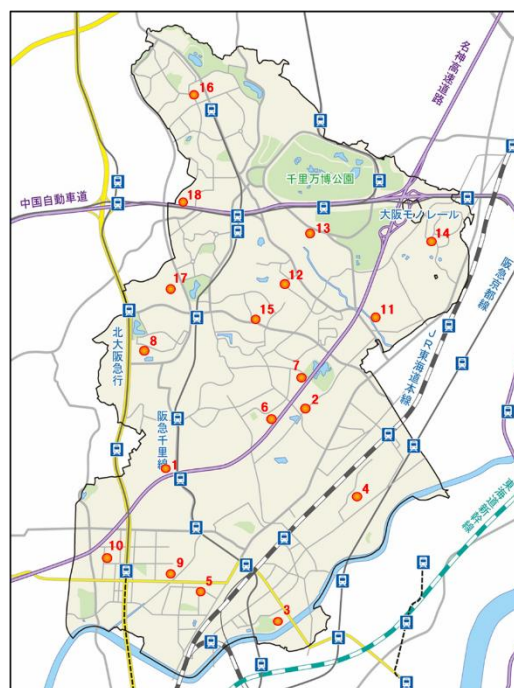 16
名神高速道路
千里万博公園
18
中国自動車道
大阪モノレール
13
14
阪急京都線
12
17
11
15
JR東海道本線
北大阪急行
8
7
2
6
阪急千里線
1
4
東海道新幹線
10
9
5
3